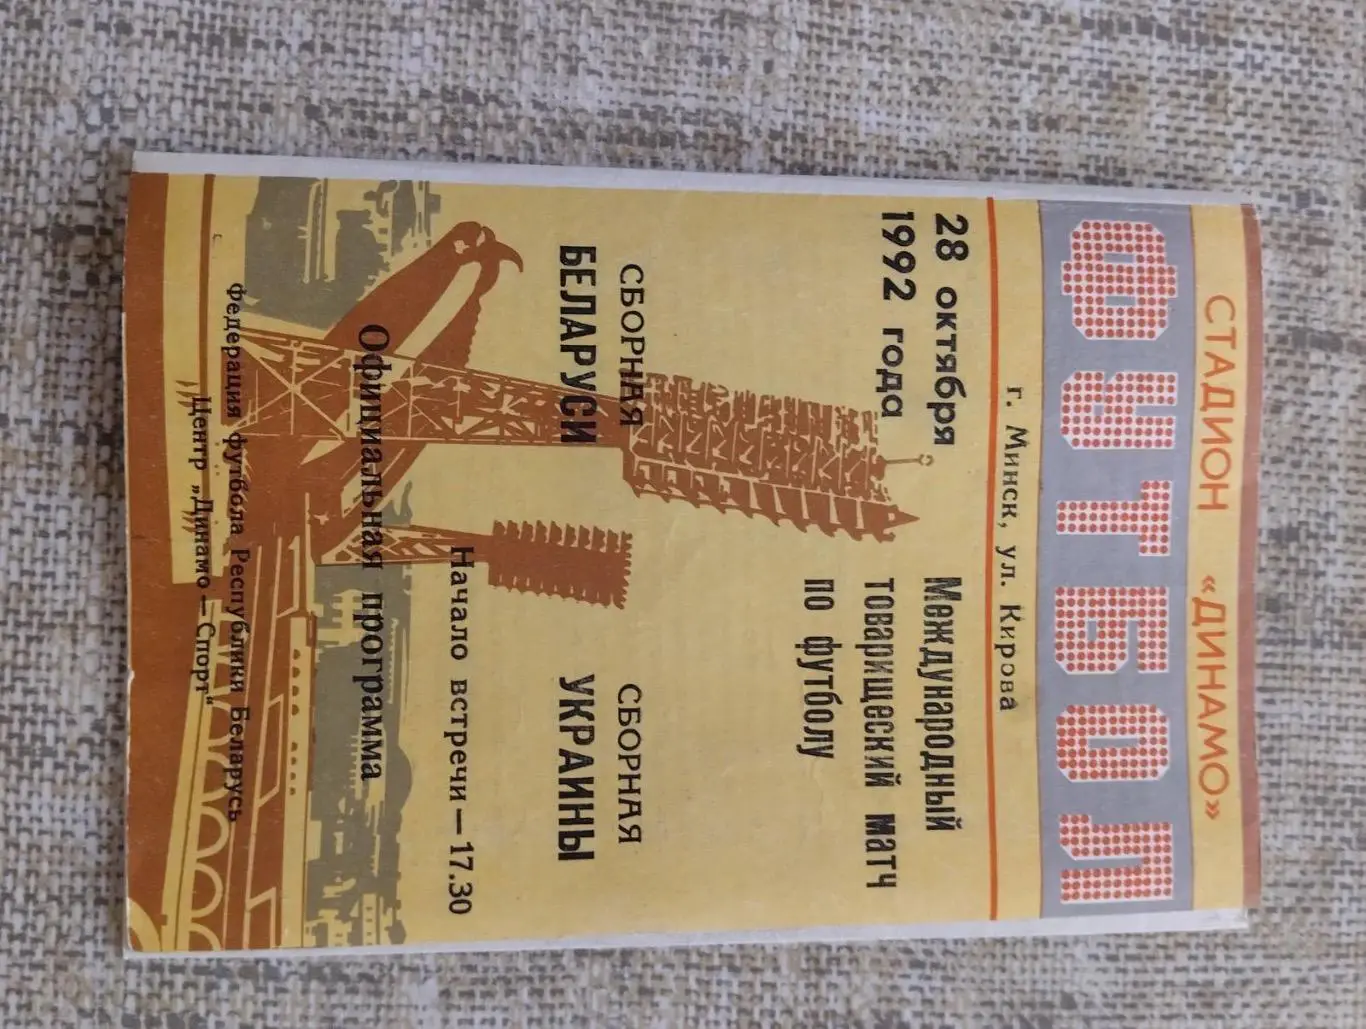 СТАДИОН «ДИНАМО»
ФУТБОЛ
г. Минск, ул. Кирова
28 октября
1992 года
Международный
товарищеский матч
по футболу
СБОРНАЯ
БЕЛАРУСИ
СБОРНАЯ
УКРАИНЫ
Начало встречи — 17.30
Официальная программа
Федерация футбола Республики Беларусь
Центр „Динамо — Спорт“